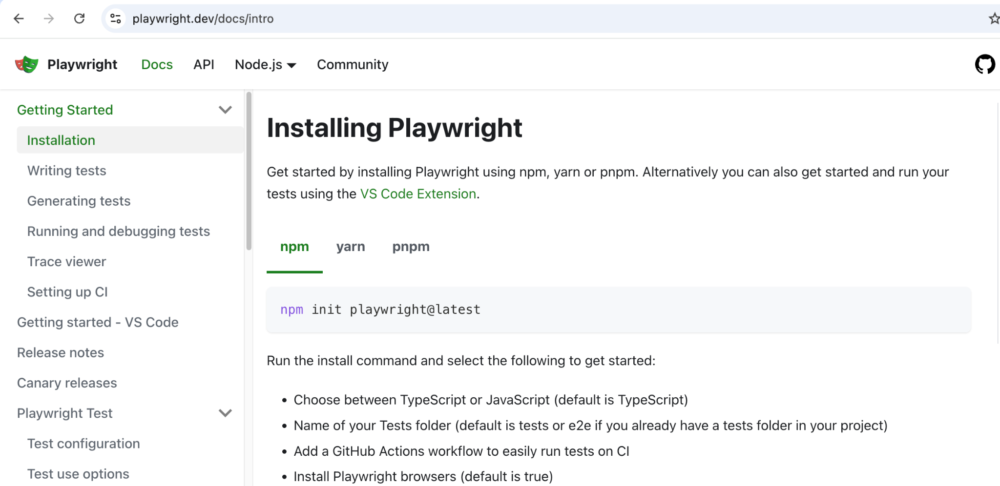 playwright.dev/docs/intro
Playwright Docs API Node.js Community
Getting Started
Installation
Writing tests
Generating tests
Running and debugging tests
Trace viewer
Setting up CI
Getting started - VS Code
Release notes
Canary releases
Playwright Test
Test configuration
Test use options
Installing Playwright
Get started by installing Playwright using npm, yarn or pnpm. Alternatively you can also get started and run your
tests using the VS Code Extension.
npm yarn pnpm
npm init playwright@latest
Run the install command and select the following to get started:
• Choose between TypeScript or JavaScript (default is TypeScript)
• Name of your Tests folder (default is tests or e2e if you already have a tests folder in your project)
• Add a GitHub Actions workflow to easily run tests on CI
• Install Playwright browsers (default is true)